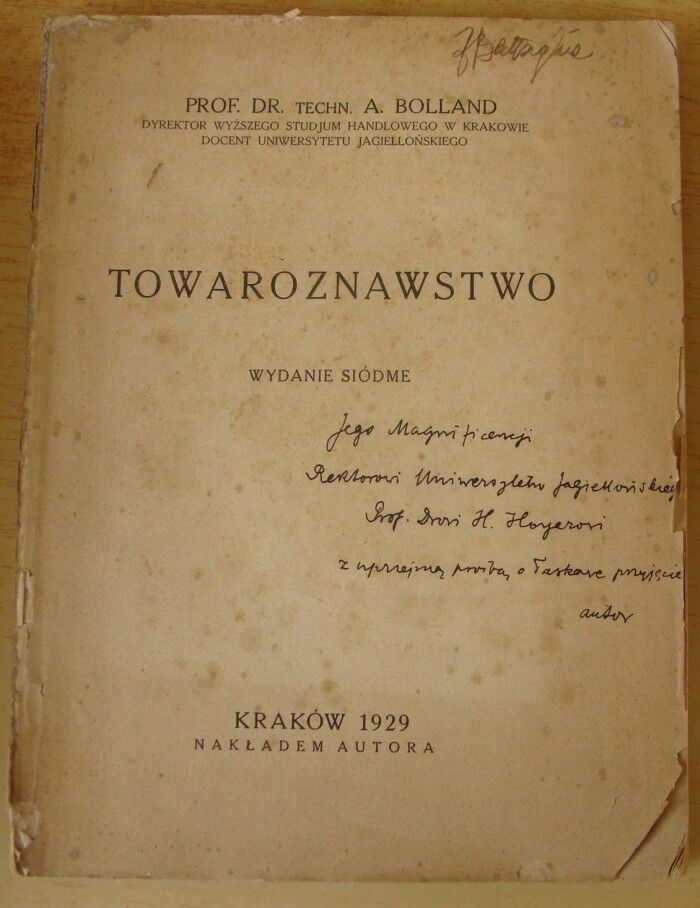 Battaglia
PROF. DR. TECHN. A. BOLLAND
DYREKTOR WYŻSZEGO STUDJUM HANDLOWEGO W KRAKOWIE
DOCENT UNIWERSYTETU JAGIELLOŃSKIEGO
TOWAROZNAWSTWO
WYDANIE SIÓDME
Jego Magnificencji
Rektorowi Uniwersytetu Jagiellońskiego
Prof. Drowi H. Hoyerowi
z uprzejmą prośbą o łaskawe przyjęcie
autor
KRAKÓW 1929
NAKŁADEM AUTORA